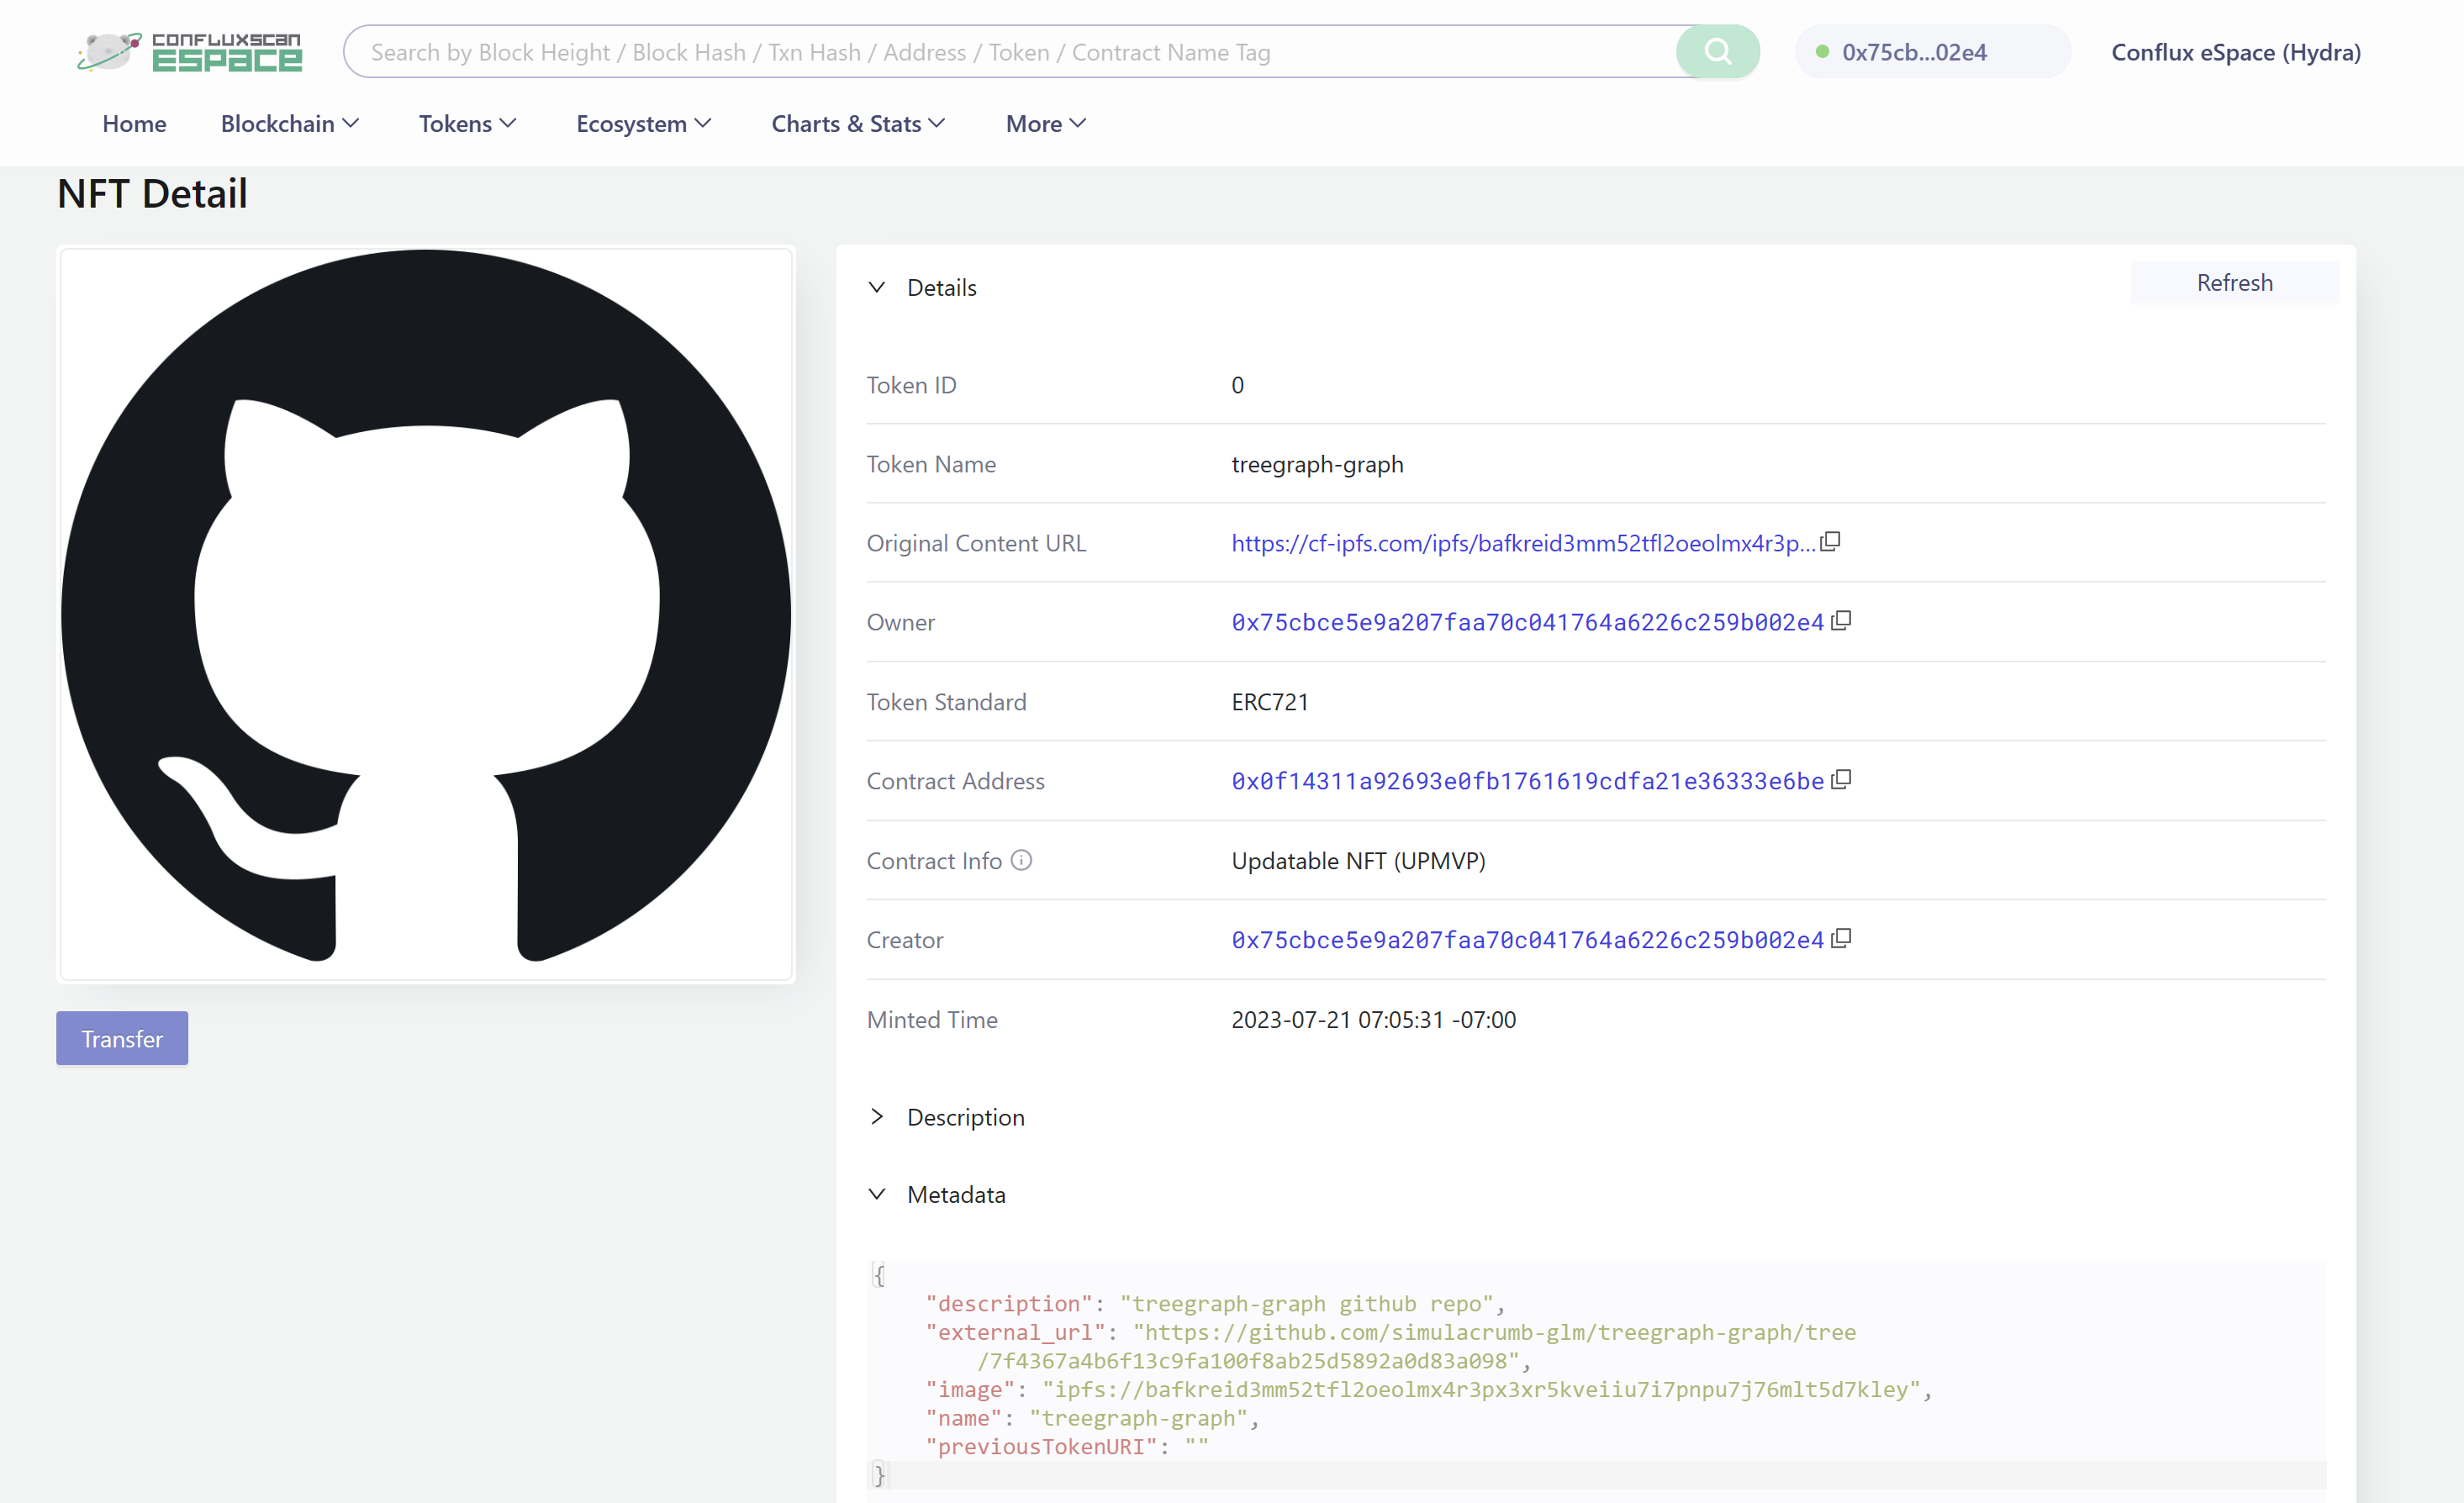 CONFLUXSCAN
ESPACE
Search by Block Height / Block Hash / Txn Hash / Address / Token / Contract Name Tag
0x75cb...02e4
Conflux eSpace (Hydra)
Home
Blockchain
Tokens
Ecosystem
Charts & Stats
More
NFT Detail
Transfer
Details
Refresh
Token ID 0
Token Name treegraph-graph
Original Content URL https://cf-ipfs.com/ipfs/bafkreid3mm52tfl2oeolmx4r3p...
Owner 0x75cbce5e9a207faa70c041764a6226c259b002e4
Token Standard ERC721
Contract Address 0x0f14311a92693e0fb1761619cdfa21e36333e6be
Contract Info Updatable NFT (UPMVP)
Creator 0x75cbce5e9a207faa70c041764a6226c259b002e4
Minted Time 2023-07-21 07:05:31 -07:00
Description
Metadata
{
"description": "treegraph-graph github repo",
"external_url": "https://github.com/simulacrumb-glm/treegraph-graph/tree
/7f4367a4b6f13c9fa100f8ab25d5892a0d83a098",
"image": "ipfs://bafkreid3mm52tfl2oeolmx4r3px3xr5kveiiu7i7pnpu7j76mlt5d7kley",
"name": "treegraph-graph",
"previousTokenURI": ""
}